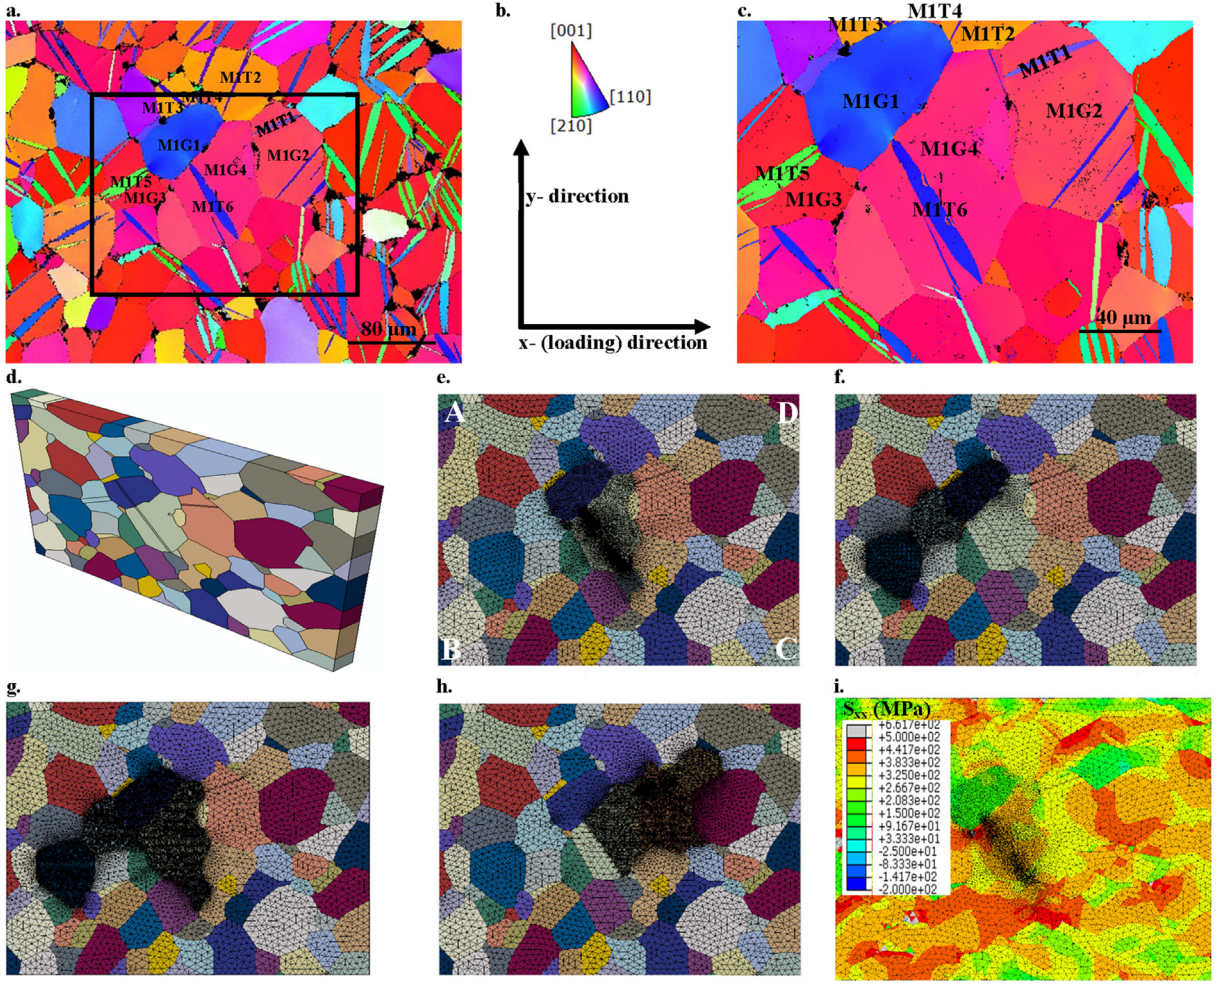 a.
M1T2
M1T3
M1T4
M1T1
M1G1
M1G2
M1G4
M1T5
M1G3
M1T6
80 μm
b.
[001]
[110]
[210]
y- direction
x- (loading) direction
c.
M1T4
M1T3
M1T2
M1T1
M1G1
M1G2
M1G4
M1T5
M1G3
M1T6
40 μm
d.
e.
A
D
B
C
f.
g.
h.
i.
Sxx (MPa)
+6.617e+02
+5.000e+02
+4.417e+02
+3.833e+02
+3.250e+02
+2.667e+02
+2.083e+02
+1.500e+02
+9.167e+01
+3.333e+01
-2.500e+01
-8.333e+01
-1.417e+02
-2.000e+02